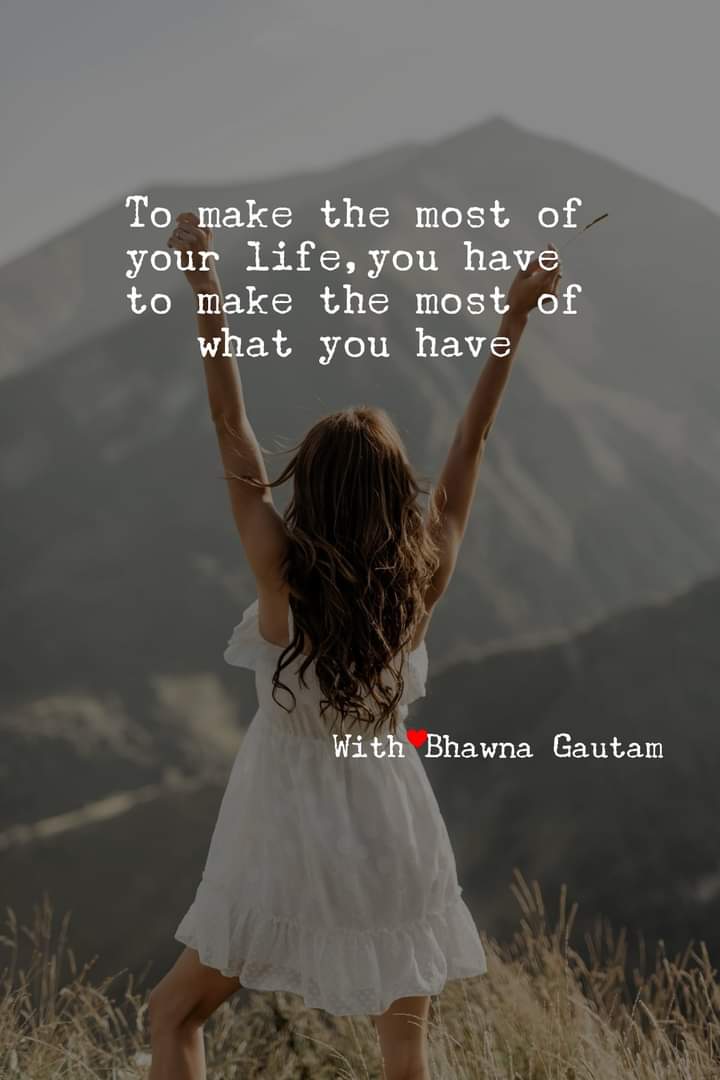 To make the most of
your life,you have
to make the most of
what you have
With❤Bhawna Gautam